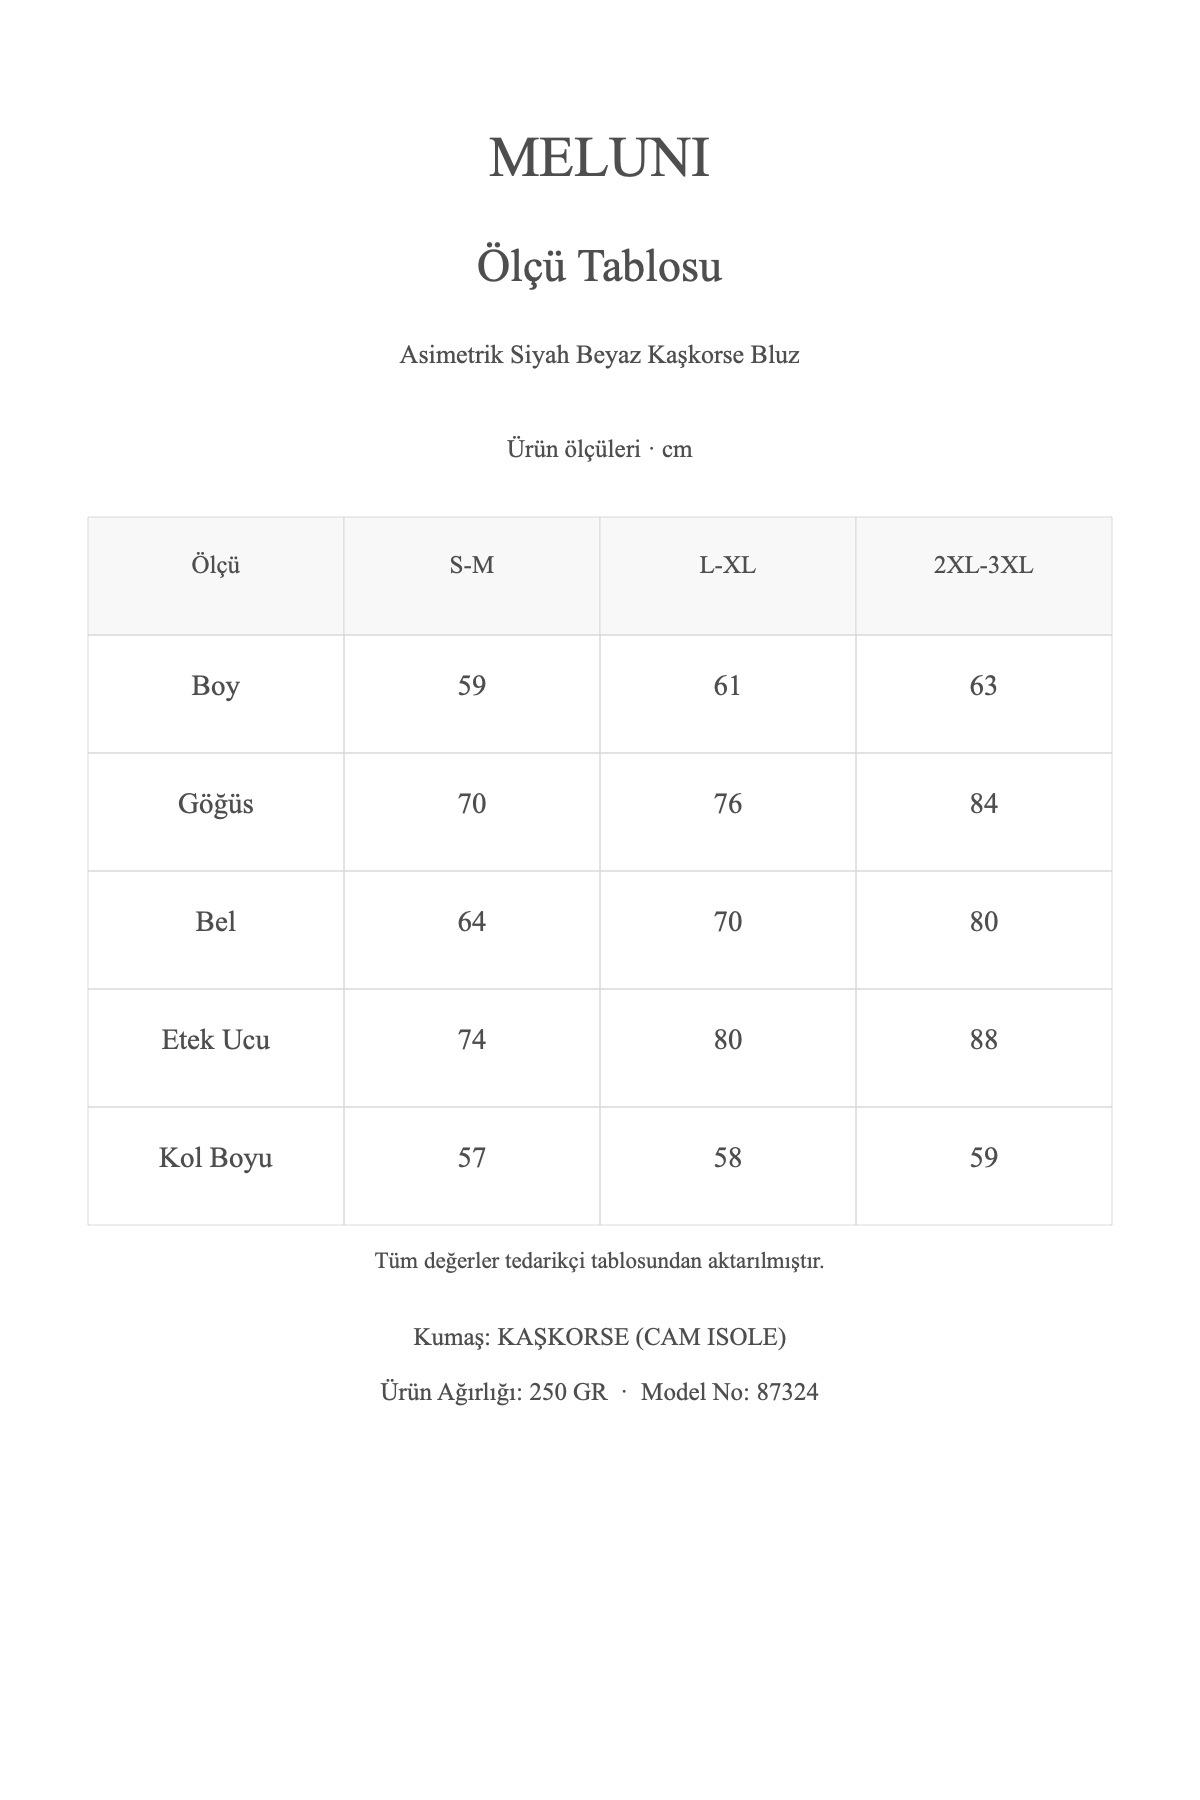 MELUNI
Ölçü Tablosu
Asimetrik Siyah Beyaz Kaşkorse Bluz
Ürün ölçüleri · cm
Ölçü S-M L-XL 2XL-3XL
Boy 59 61 63
Göğüs 70 76 84
Bel 64 70 80
Etek Ucu 74 80 88
Kol Boyu 57 58 59
Tüm değerler tedarikçi tablosundan aktarılmıştır.
Kumaş: KAŞKORSE (CAM ISOLE)
Ürün Ağırlığı: 250 GR · Model No: 87324